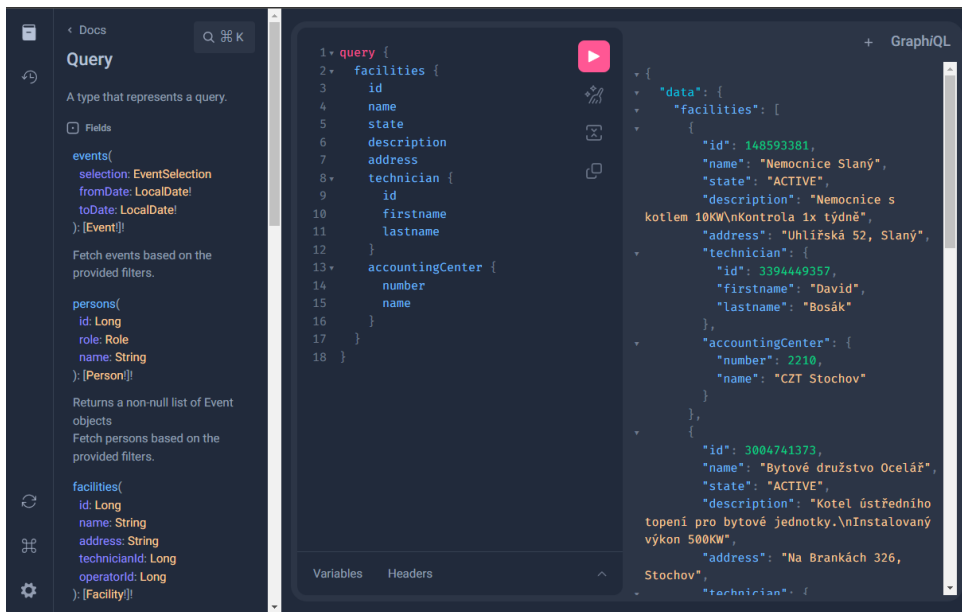 < Docs
⌘ K
Query
A type that represents a query.
Fields
events(
selection: EventSelection
fromDate: LocalDate!
toDate: LocalDate!
): [Event!]!
Fetch events based on the
provided filters.
persons(
id: Long
role: Role
name: String
): [Person!]!
Returns a non-null list of Event
objects
Fetch persons based on the
provided filters.
facilities(
id: Long
name: String
address: String
technicianId: Long
operatorId: Long
): [Facility!]!
1 query {
2 facilities {
3 id
4 name
5 state
6 description
7 address
8 technician {
9 id
10 firstname
11 lastname
12 }
13 accountingCenter {
14 number
15 name
16 }
17 }
18 }
Variables Headers
+ GraphiQL
{
"data": {
"facilities": [
{
"id": 148593381,
"name": "Nemocnice Slaný",
"state": "ACTIVE",
"description": "Nemocnice s
kotlem 10KW\nKontrola 1x týdně",
"address": "Uhlířská 52, Slaný",
"technician": {
"id": 3394449357,
"firstname": "David",
"lastname": "Bosák"
},
"accountingCenter": {
"number": 2210,
"name": "CZT Stochov"
}
},
{
"id": 3004741373,
"name": "Bytové družstvo Ocelář",
"state": "ACTIVE",
"description": "Kotel ústředního
topení pro bytové jednotky.\nInstalovaný
výkon 500KW",
"address": "Na Brankách 326,
Stochov",
"technician": {